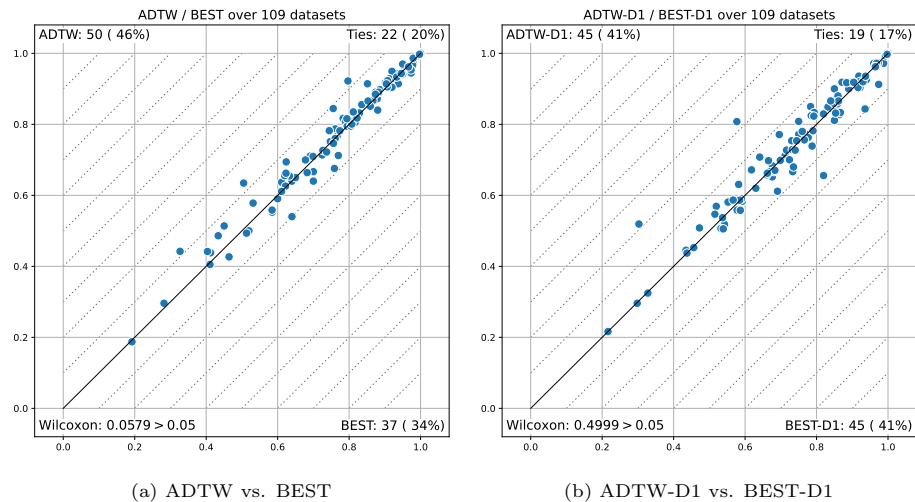 ADTW / BEST over 109 datasets
ADTW: 50 ( 46%)
Ties: 22 ( 20%)
1.0
0.8
0.6
0.4
0.2
0.0
Wilcoxon: 0.0579 > 0.05
BEST: 37 ( 34%)
0.0 0.2 0.4 0.6 0.8 1.0
(a) ADTW vs. BEST
ADTW-D1 / BEST-D1 over 109 datasets
ADTW-D1: 45 ( 41%)
Ties: 19 ( 17%)
1.0
0.8
0.6
0.4
0.2
0.0
Wilcoxon: 0.4999 > 0.05
BEST-D1: 45 ( 41%)
0.0 0.2 0.4 0.6 0.8 1.0
(b) ADTW-D1 vs. BEST-D1